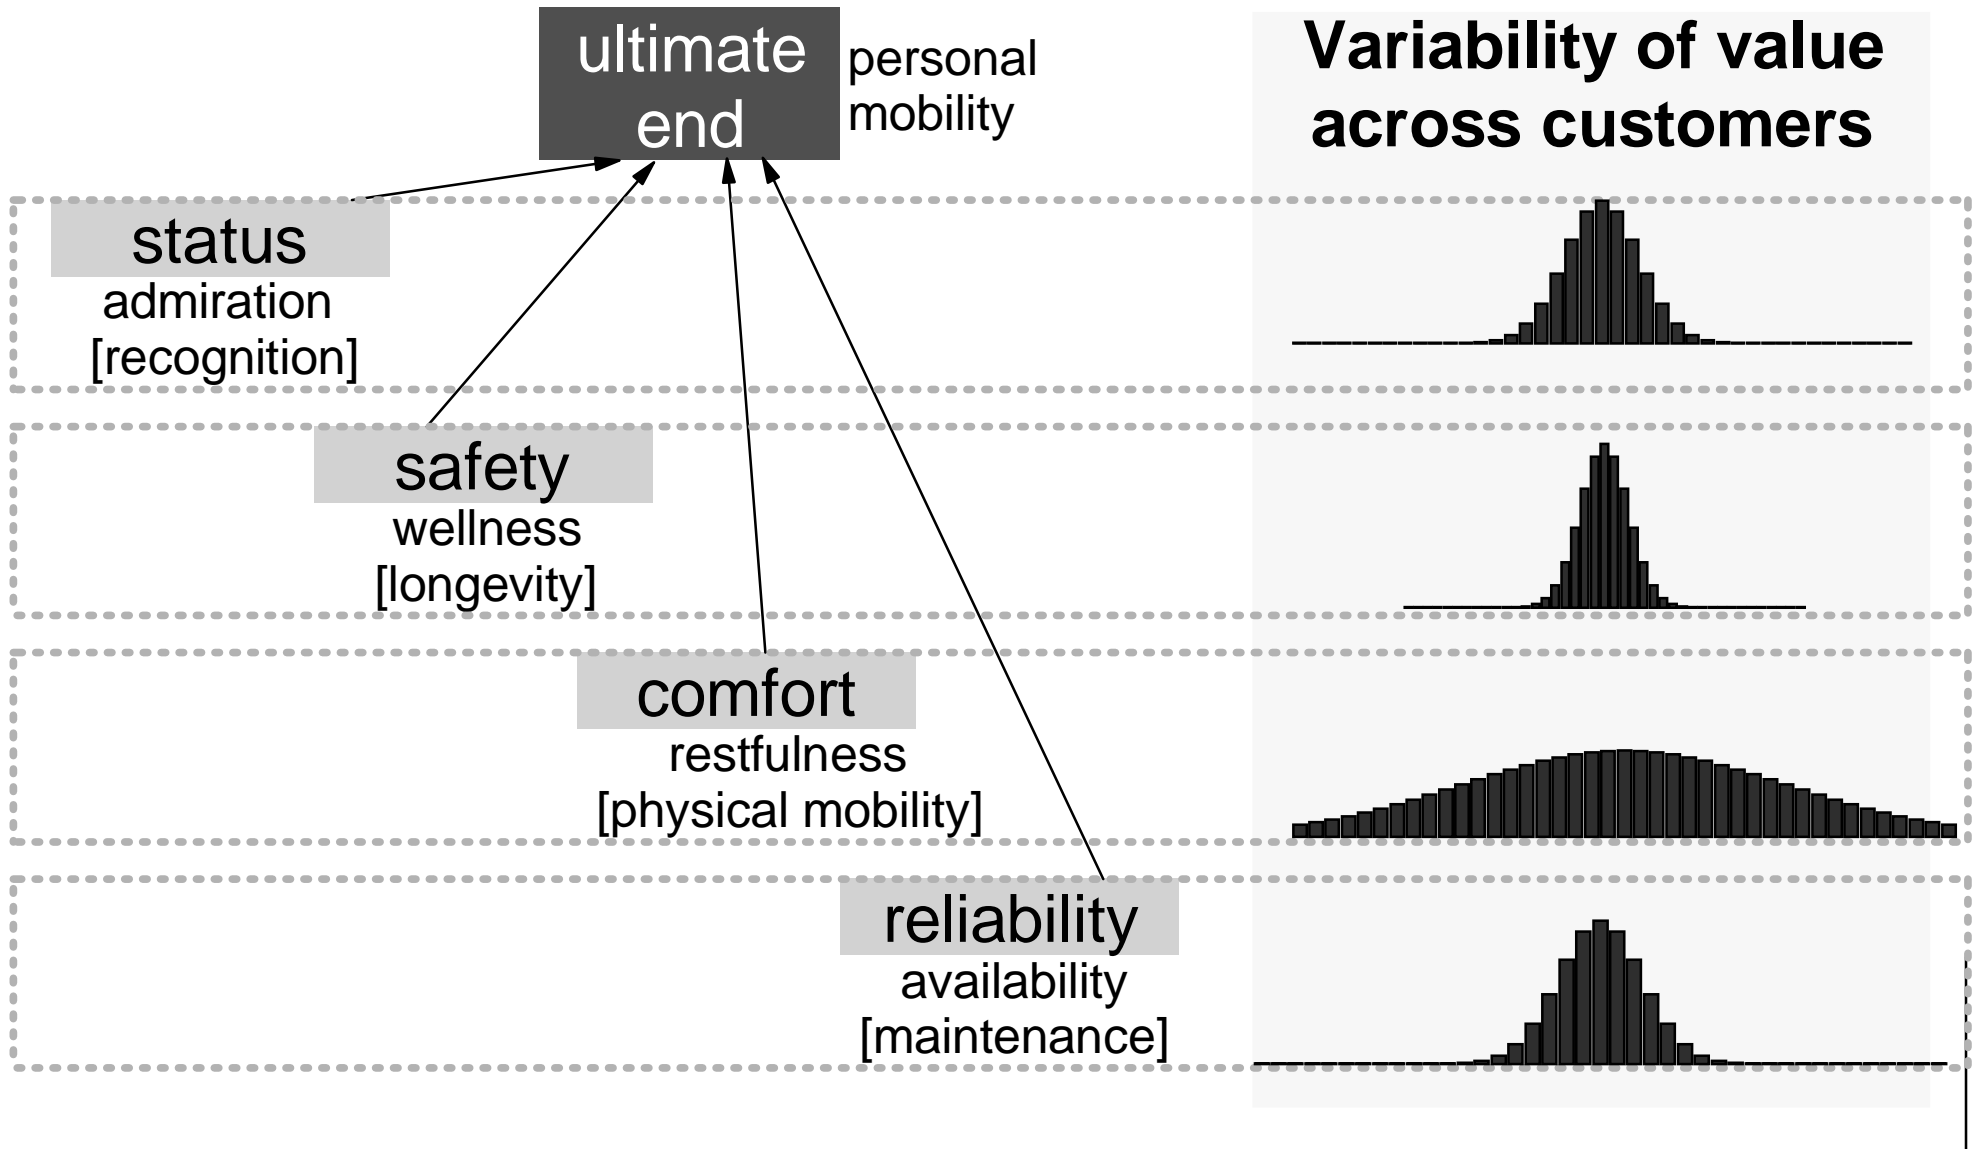 ultimate
end
personal
mobility
Variability of value
across customers
status
admiration
[recognition]
safety
wellness
[longevity]
comfort
restfulness
[physical mobility]
reliability
availability
[maintenance]